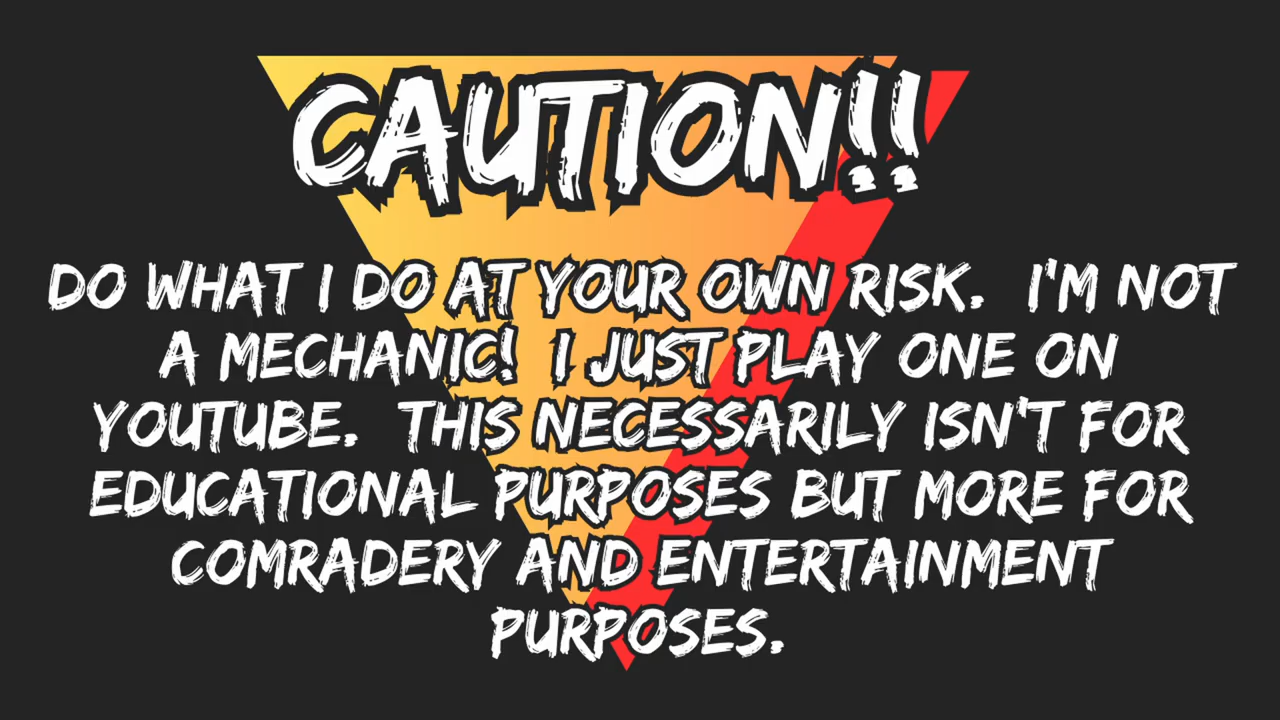 CAUTION!!
DO WHAT I DO AT YOUR OWN RISK. I'M NOT
A MECHANIC! I JUST PLAY ONE ON
YOUTUBE. THIS NECESSARILY ISN'T FOR
EDUCATIONAL PURPOSES BUT MORE FOR
COMRADERY AND ENTERTAINMENT
PURPOSES.